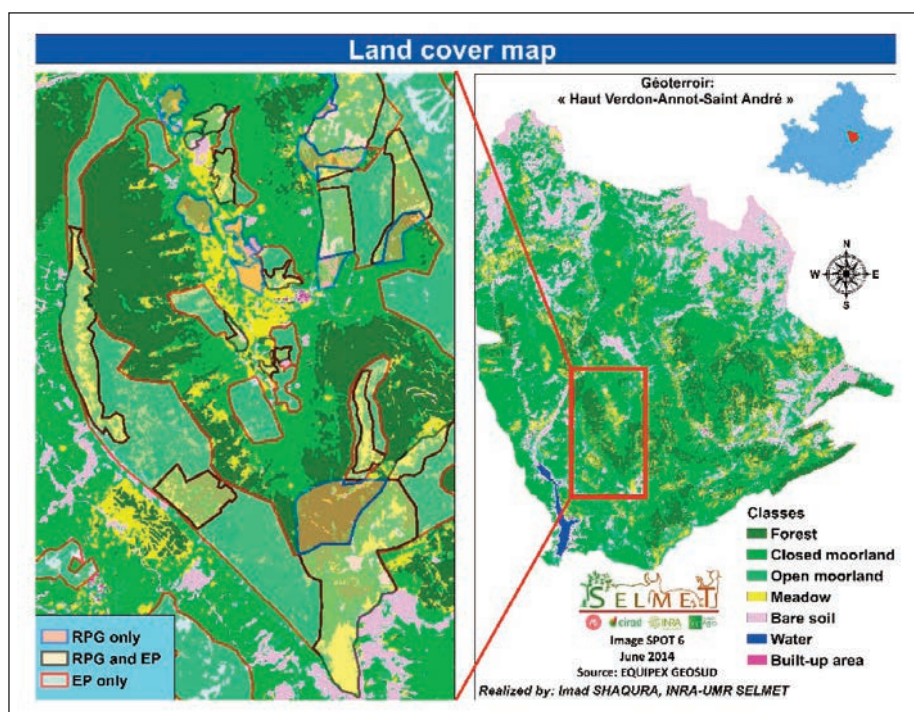 Land cover map
Géoterroir:
« Haut Verdon-Annot-Saint André »
N
W
E
S
Classes
Forest
Closed moorland
Open moorland
Meadow
Bare soil
Water
Built-up area
SELMET
cirad
INRA
Image SPOT 6
June 2014
Source: EQUIPEX GEOSUD
Realized by: Imad SHAQURA, INRA-UMR SELMET
RPG only
RPG and EP
EP only